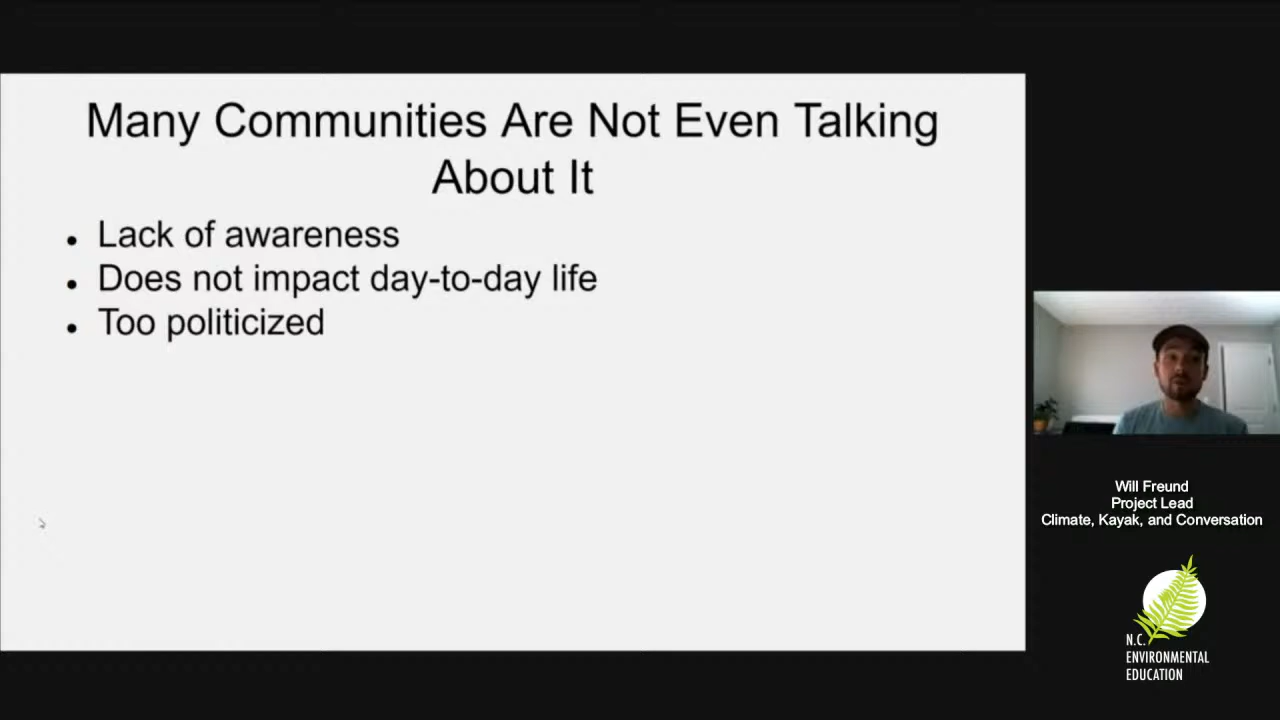 Many Communities Are Not Even Talking
About It
• Lack of awareness
• Does not impact day-to-day life
• Too politicized
Will Freund
Project Lead
Climate, Kayak, and Conversation
N.C.
ENVIRONMENTAL
EDUCATION